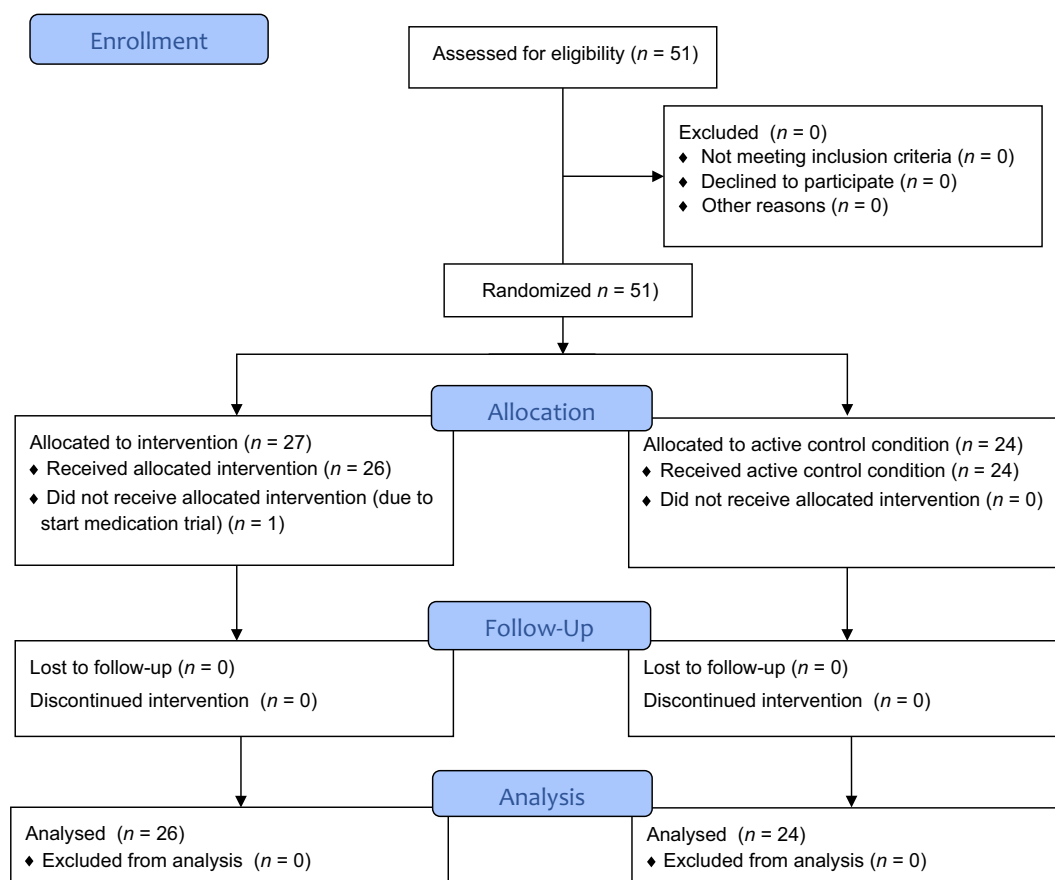 Enrollment
Assessed for eligibility (n = 51)
Excluded (n = 0)
♦ Not meeting inclusion criteria (n = 0)
♦ Declined to participate (n = 0)
♦ Other reasons (n = 0)
Randomized n = 51)
Allocation
Allocated to intervention (n = 27)
♦ Received allocated intervention (n = 26)
♦ Did not receive allocated intervention (due to
start medication trial) (n = 1)
Allocated to active control condition (n = 24)
♦ Received active control condition (n = 24)
♦ Did not receive allocated intervention (n = 0)
Follow-Up
Lost to follow-up (n = 0)
Discontinued intervention (n = 0)
Lost to follow-up (n = 0)
Discontinued intervention (n = 0)
Analysis
Analysed (n = 26)
♦ Excluded from analysis (n = 0)
Analysed (n = 24)
♦ Excluded from analysis (n = 0)